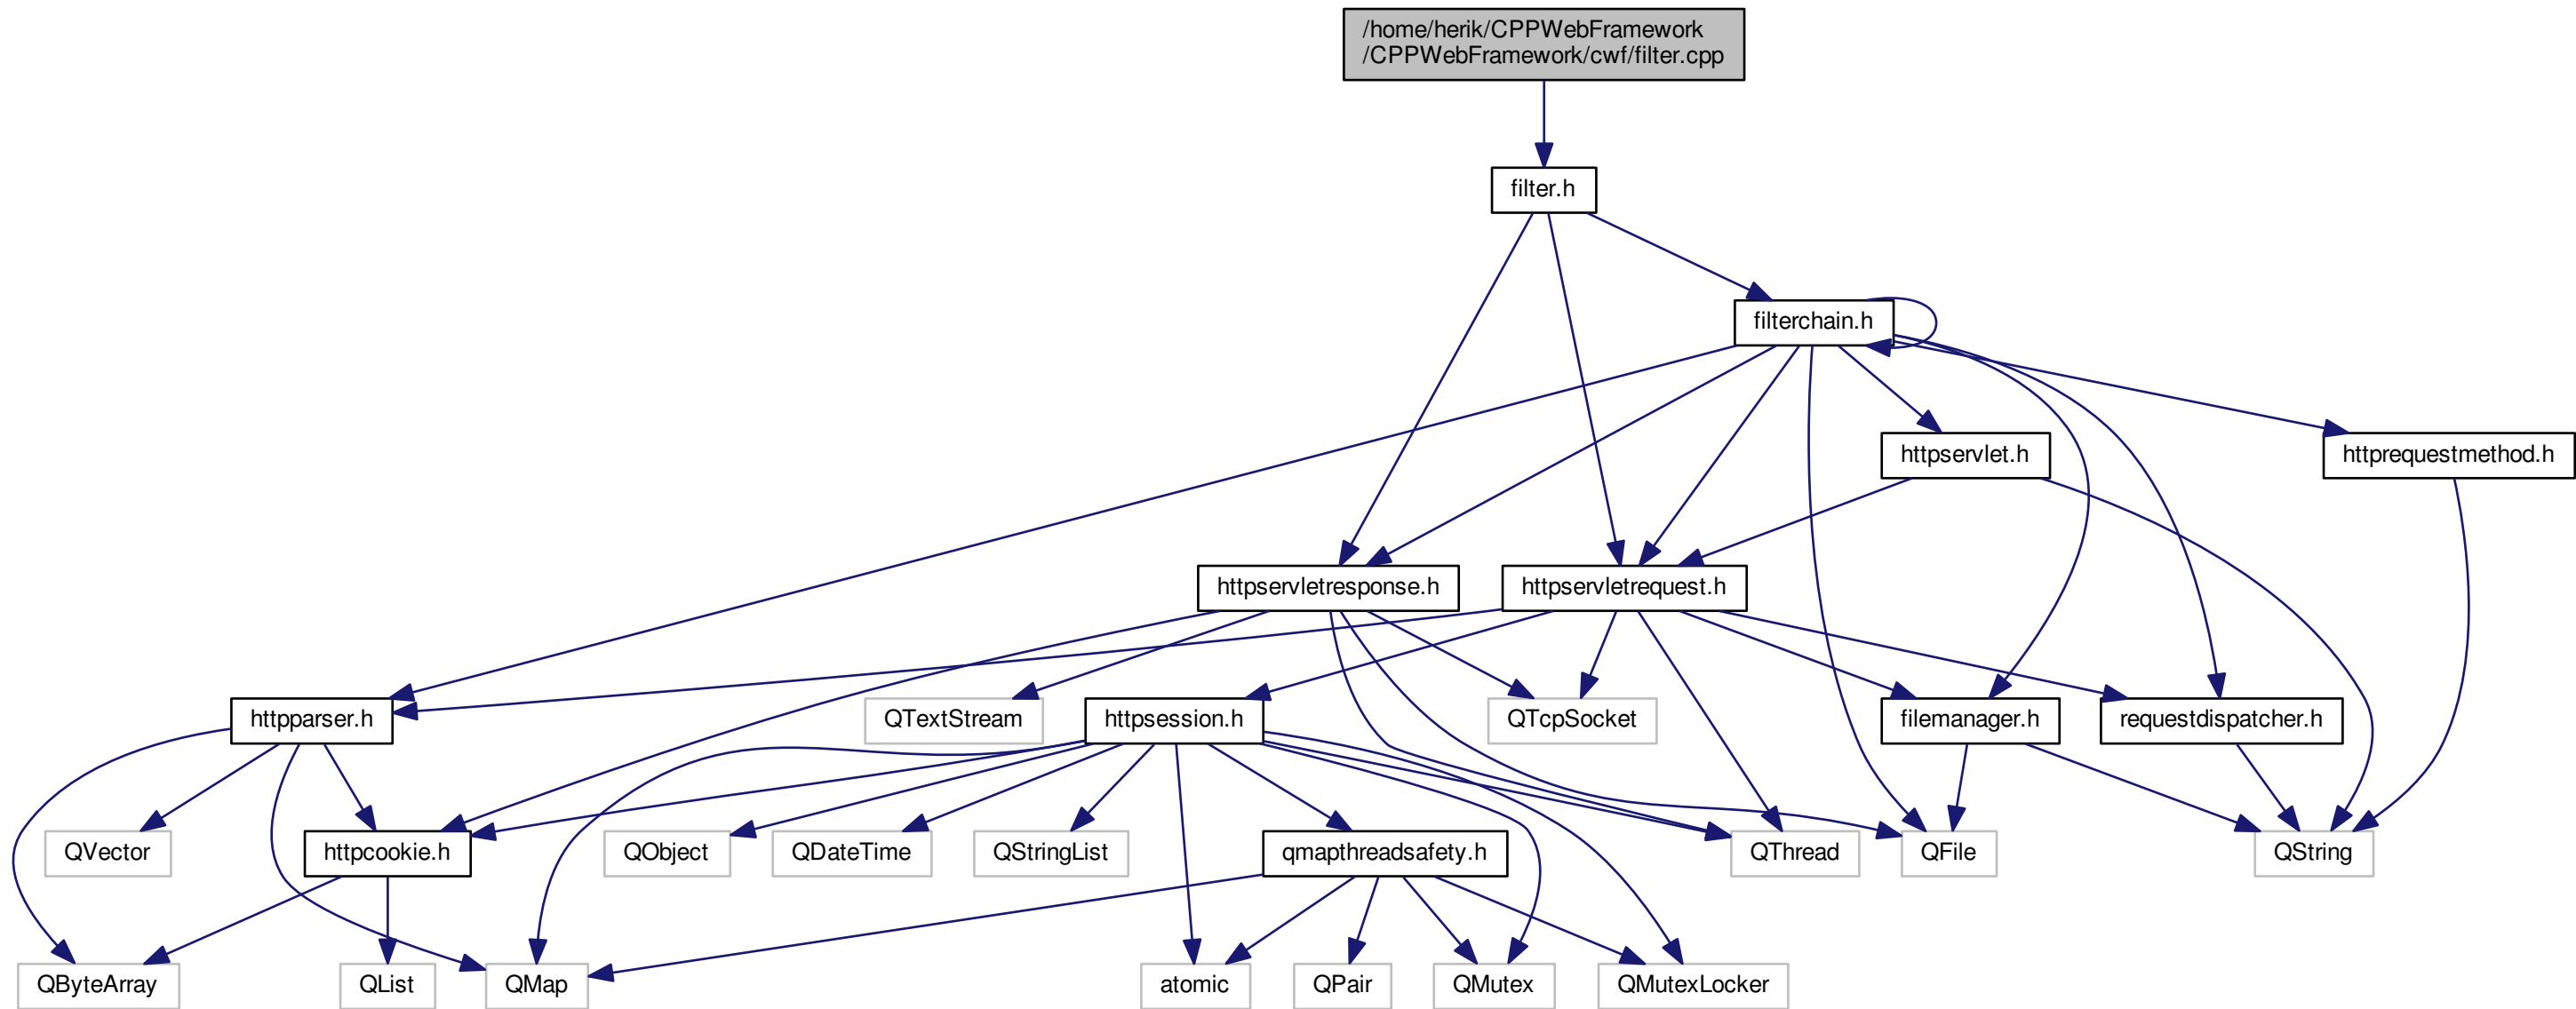 /home/herik/CPPWebFramework
/CPPWebFramework/cwf/filter.cpp
filter.h
filterchain.h
httpservlet.h
httprequestmethod.h
httpservletresponse.h
httpservletrequest.h
httpparser.h
QTextStream
httpsession.h
QTcpSocket
filemanager.h
requestdispatcher.h
QVector
httpcookie.h
QObject
QDateTime
QStringList
qmapthreadsafety.h
QThread
QFile
QString
QByteArray
QList
QMap
atomic
QPair
QMutex
QMutexLocker